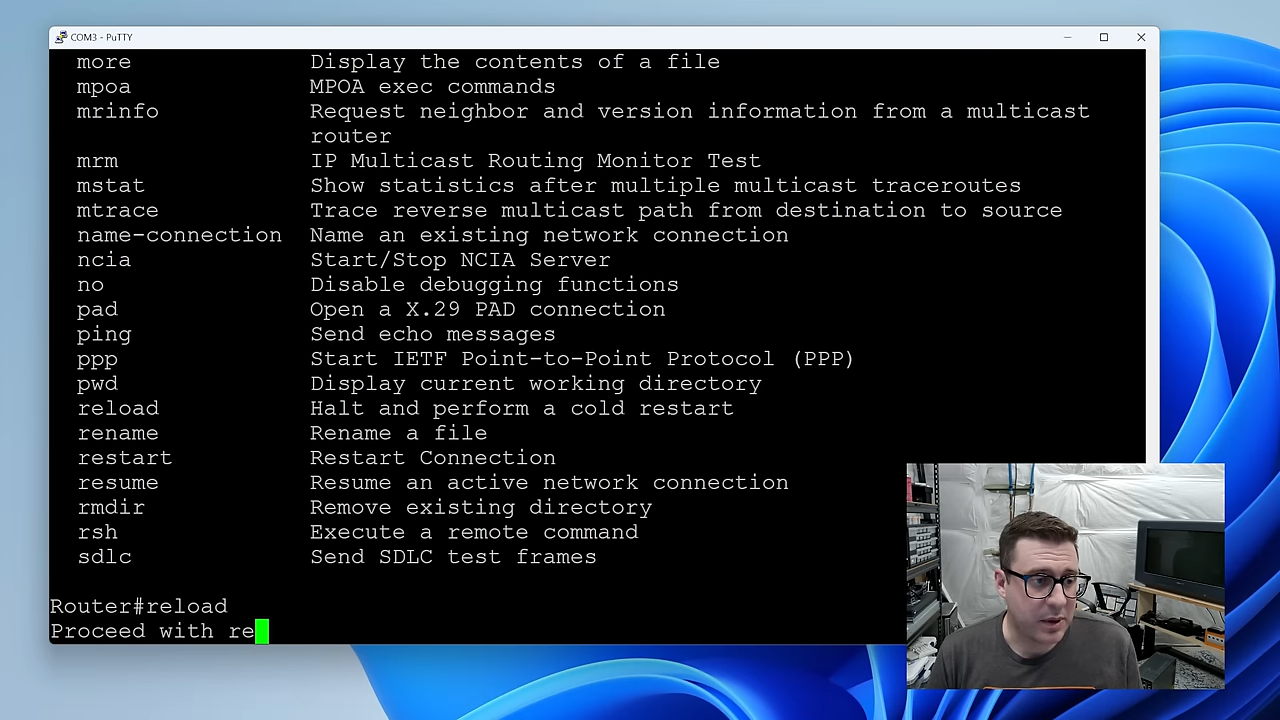 COM3 - PuTTY
more Display the contents of a file
mpoa MPOA exec commands
mrinfo Request neighbor and version information from a multicast
router
mrm IP Multicast Routing Monitor Test
mstat Show statistics after multiple multicast traceroutes
mtrace Trace reverse multicast path from destination to source
name-connection Name an existing network connection
ncia Start/Stop NCIA Server
no Disable debugging functions
pad Open a X.29 PAD connection
ping Send echo messages
ppp Start IETF Point-to-Point Protocol (PPP)
pwd Display current working directory
reload Halt and perform a cold restart
rename Rename a file
restart Restart Connection
resume Resume an active network connection
rmdir Remove existing directory
rsh Execute a remote command
sdlc Send SDLC test frames
Router#reload
Proceed with re